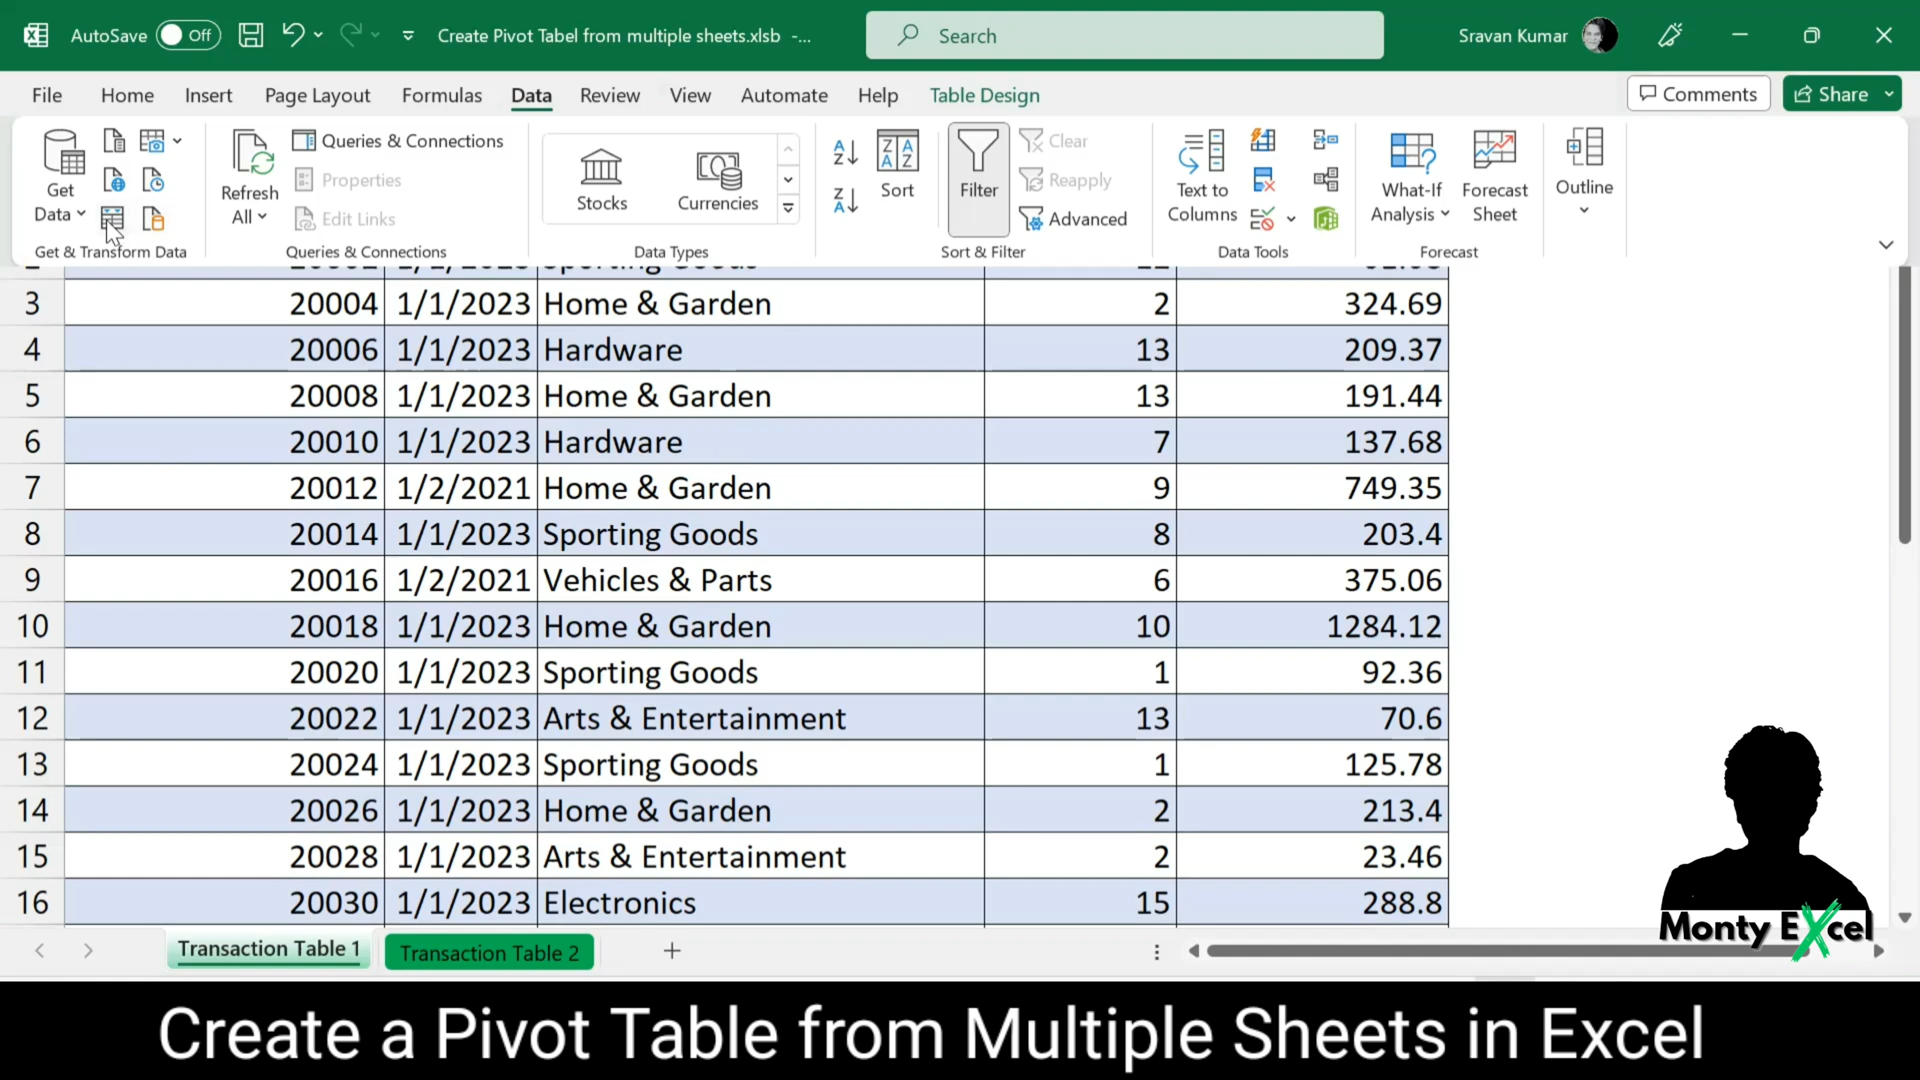 AutoSave Off Create Pivot Tabel from multiple sheets.xlsb -... Search Sravan Kumar
File Home Insert Page Layout Formulas Data Review View Automate Help Table Design Comments Share
Get Data Refresh All Queries & Connections Properties Edit Links Stocks Currencies Sort Filter Clear Reapply Advanced Text to Columns What-If Analysis Forecast Sheet Outline
Get & Transform Data Queries & Connections Data Types Sort & Filter Data Tools Forecast
3 20004 1/1/2023 Home & Garden 2 324.69
4 20006 1/1/2023 Hardware 13 209.37
5 20008 1/1/2023 Home & Garden 13 191.44
6 20010 1/1/2023 Hardware 7 137.68
7 20012 1/2/2021 Home & Garden 9 749.35
8 20014 1/1/2023 Sporting Goods 8 203.4
9 20016 1/2/2021 Vehicles & Parts 6 375.06
10 20018 1/1/2023 Home & Garden 10 1284.12
11 20020 1/1/2023 Sporting Goods 1 92.36
12 20022 1/1/2023 Arts & Entertainment 13 70.6
13 20024 1/1/2023 Sporting Goods 1 125.78
14 20026 1/1/2023 Home & Garden 2 213.4
15 20028 1/1/2023 Arts & Entertainment 2 23.46
16 20030 1/1/2023 Electronics 15 288.8
Monty Excel
Transaction Table 1 Transaction Table 2
Create a Pivot Table from Multiple Sheets in Excel